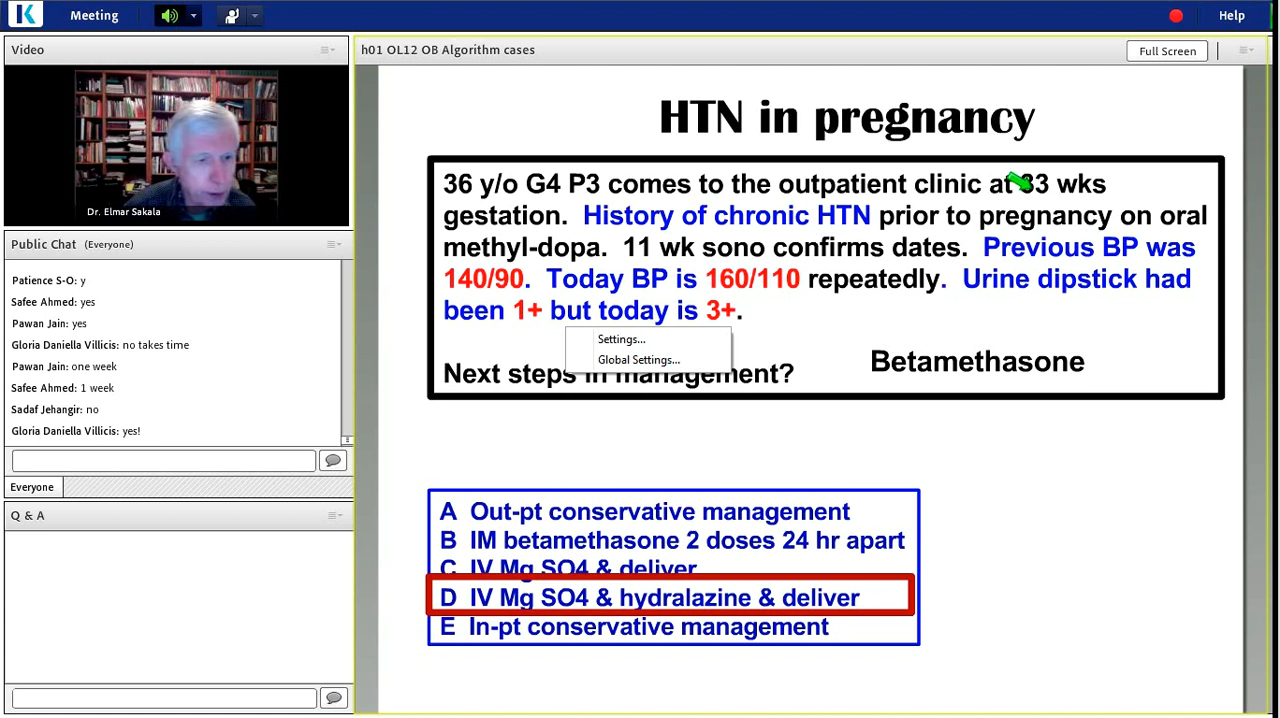 Meeting
Help
Video
h01 OL12 OB Algorithm cases
Full Screen
Dr. Elmar Sakala
Public Chat (Everyone)
Patience S-O: y
Safee Ahmed: yes
Pawan Jain: yes
Gloria Daniella Villicis: no takes time
Pawan Jain: one week
Safee Ahmed: 1 week
Sadaf Jehangir: no
Gloria Daniella Villicis: yes!
Everyone
Q & A
HTN in pregnancy
36 y/o G4 P3 comes to the outpatient clinic at 33 wks
gestation. History of chronic HTN prior to pregnancy on oral
methyl-dopa. 11 wk sono confirms dates. Previous BP was
140/90. Today BP is 160/110 repeatedly. Urine dipstick had
been 1+ but today is 3+.
Settings...
Global Settings...
Next steps in management?
Betamethasone
A Out-pt conservative management
B IM betamethasone 2 doses 24 hr apart
C IV Mg SO4 & deliver
D IV Mg SO4 & hydralazine & deliver
E In-pt conservative management